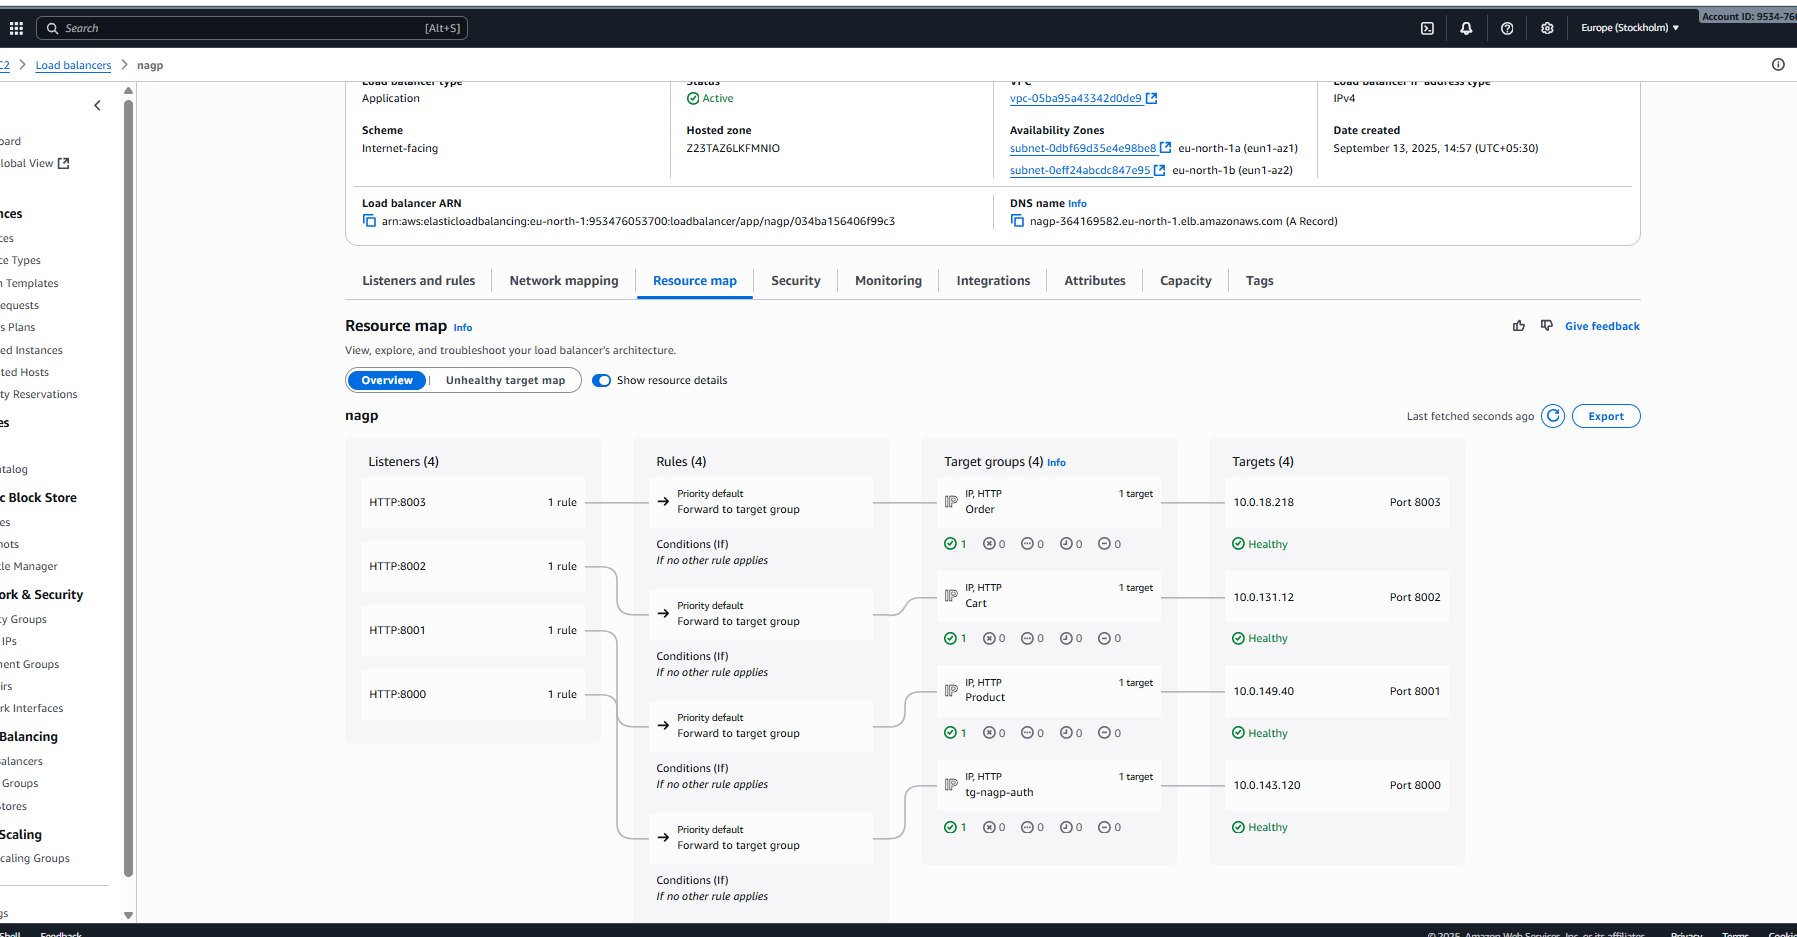 Search [Alt+S] Europe (Stockholm) Account ID: 9534-76
Load balancers nagp
Load balancer type Status VPC Load balancer IP address type
Application Active vpc-05ba95a43342d0de9 IPv4
Scheme Hosted zone Availability Zones Date created
Internet-facing Z23TAZ6LKFMNIO subnet-0dbf69d35e4e98be8 eu-north-1a (eun1-az1) September 13, 2025, 14:57 (UTC+05:30)
subnet-0eff24abcdc847e95 eu-north-1b (eun1-az2)
Load balancer ARN DNS name Info
arn:aws:elasticloadbalancing:eu-north-1:953476053700:loadbalancer/app/nagp/034ba156406f99c3 nagp-364169582.eu-north-1.elb.amazonaws.com (A Record)
oard
lobal View
nces
ces
ce Types
n Templates
equests
s Plans
ed Instances
ted Hosts
ty Reservations
es
atalog
c Block Store
es
hots
cle Manager
ork & Security
ty Groups
IPs
ment Groups
irs
rk Interfaces
Balancing
alancers
Groups
tores
Scaling
caling Groups
gs
Listeners and rules Network mapping Resource map Security Monitoring Integrations Attributes Capacity Tags
Resource map Info Give feedback
View, explore, and troubleshoot your load balancer's architecture.
Overview Unhealthy target map Show resource details
nagp Last fetched seconds ago Export
Listeners (4)
HTTP:8003 1 rule
HTTP:8002 1 rule
HTTP:8001 1 rule
HTTP:8000 1 rule
Rules (4)
Priority default
Forward to target group
Conditions (If)
If no other rule applies
Priority default
Forward to target group
Conditions (If)
If no other rule applies
Priority default
Forward to target group
Conditions (If)
If no other rule applies
Priority default
Forward to target group
Conditions (If)
If no other rule applies
Target groups (4) Info
IP, HTTP 1 target
Order
1 0 0 0 0
IP, HTTP 1 target
Cart
1 0 0 0 0
IP, HTTP 1 target
Product
1 0 0 0 0
IP, HTTP 1 target
tg-nagp-auth
1 0 0 0 0
Targets (4)
10.0.18.218 Port 8003
Healthy
10.0.131.12 Port 8002
Healthy
10.0.149.40 Port 8001
Healthy
10.0.143.120 Port 8000
Healthy
Shell Feedback © 2025, Amazon Web Services, Inc. or its affiliates. Privacy Terms Cookie